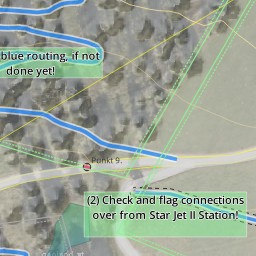 blue routing, if not
done yet!
Punkt 9.
(2) Check and flag connections
over from Star Jet II Station!